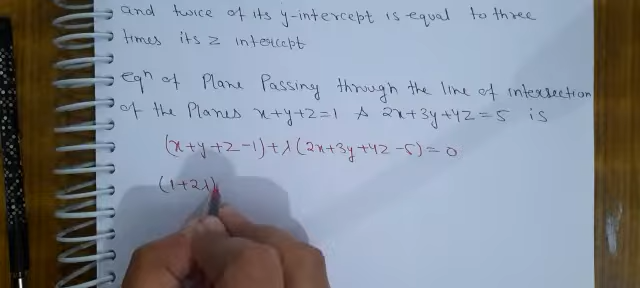 and twice of its y-intercept is equal to three
times its z intercept
eqⁿ of Plane Passing through the line of intersection
of the Planes x+y+z=1 & 2x+3y+4z=5 is
(x+y+z-1)+λ(2x+3y+4z-5)=0
(1+2λ)